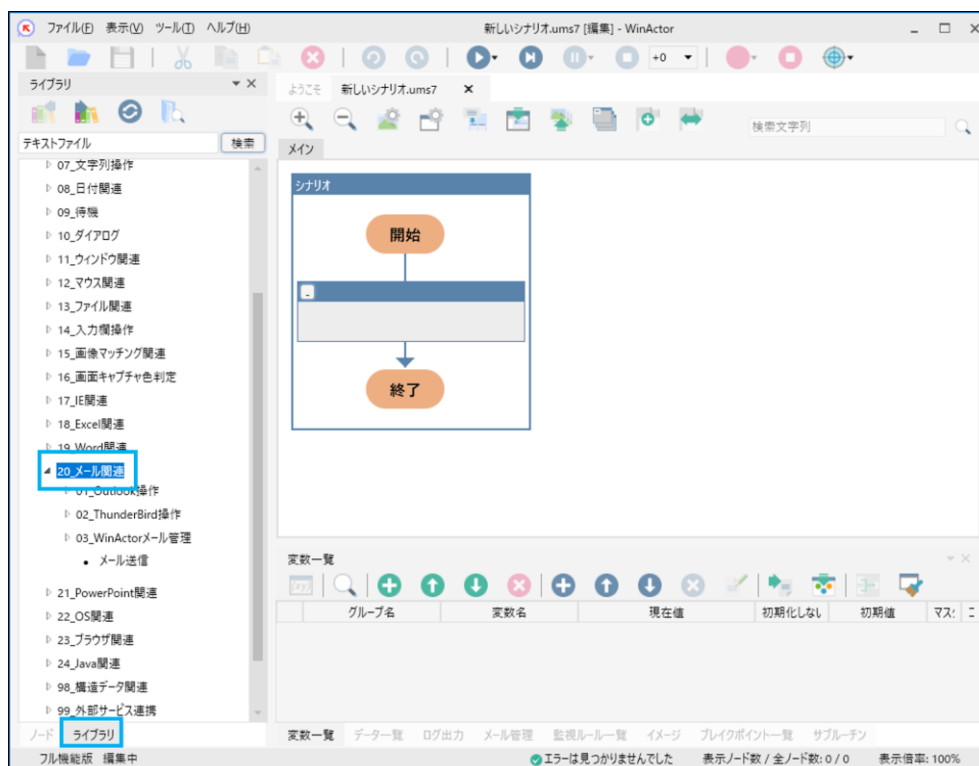 ファイル(F) 表示(V) ツール(T) ヘルプ(H) 新しいシナリオ.ums7 [編集] - WinActor
+0
ライブラリ
ようこそ 新しいシナリオ.ums7
テキストファイル 検索
検索文字列
メイン
07_文字列操作
08_日付関連
09_待機
10_ダイアログ
11_ウィンドウ関連
12_マウス関連
13_ファイル関連
14_入力欄操作
15_画像マッチング関連
16_画面キャプチャ色判定
17_IE関連
18_Excel関連
19_Word関連
20_メール関連
01_Outlook操作
02_ThunderBird操作
03_WinActorメール管理
メール送信
21_PowerPoint関連
22_OS関連
23_ブラウザ関連
24_Java関連
98_構造データ関連
99_外部サービス連携
ノード ライブラリ
シナリオ
開始
終了
変数一覧
グループ名 変数名 現在値 初期化しない 初期値 マス
変数一覧 データ一覧 ログ出力 メール管理 監視ルール一覧 イメージ ブレイクポイント一覧 サブルーチン
フル機能版 編集中 エラーは見つかりませんでした 表示ノード数 / 全ノード数: 0 / 0 表示倍率: 100%